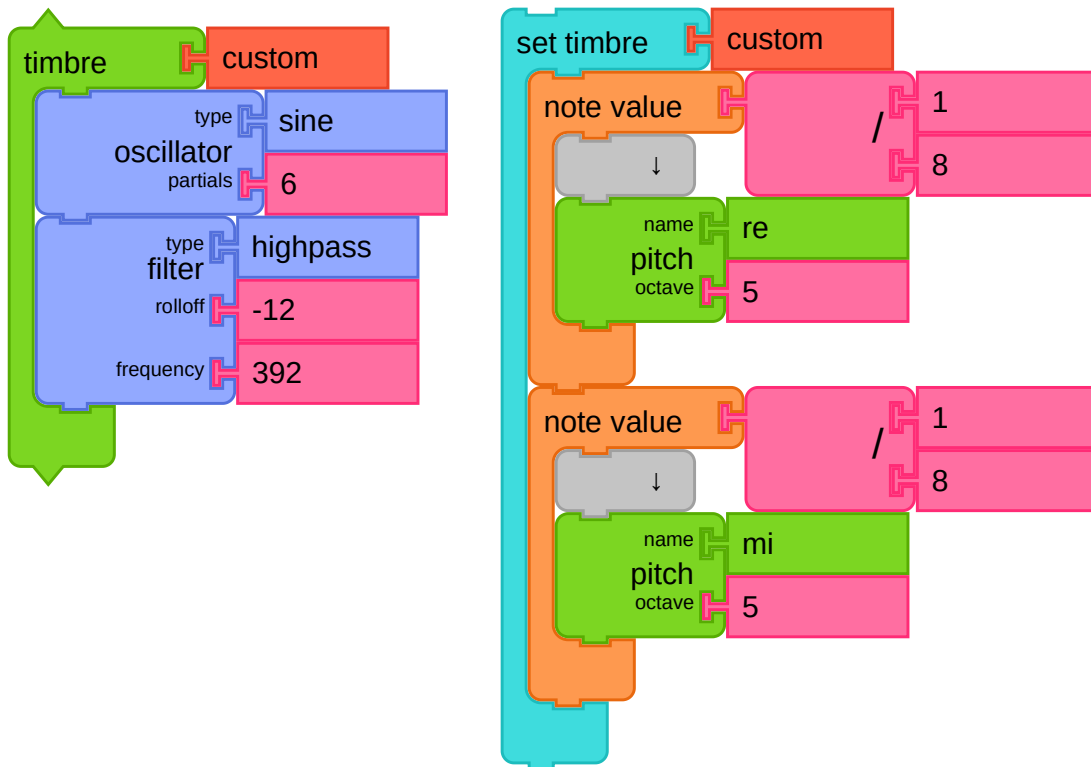 timbre custom
type sine
oscillator
partials 6
type highpass
filter
rolloff -12
frequency 392
set timbre custom
note value / 1
8
↓
name re
pitch
octave 5
note value / 1
8
↓
name mi
pitch
octave 5